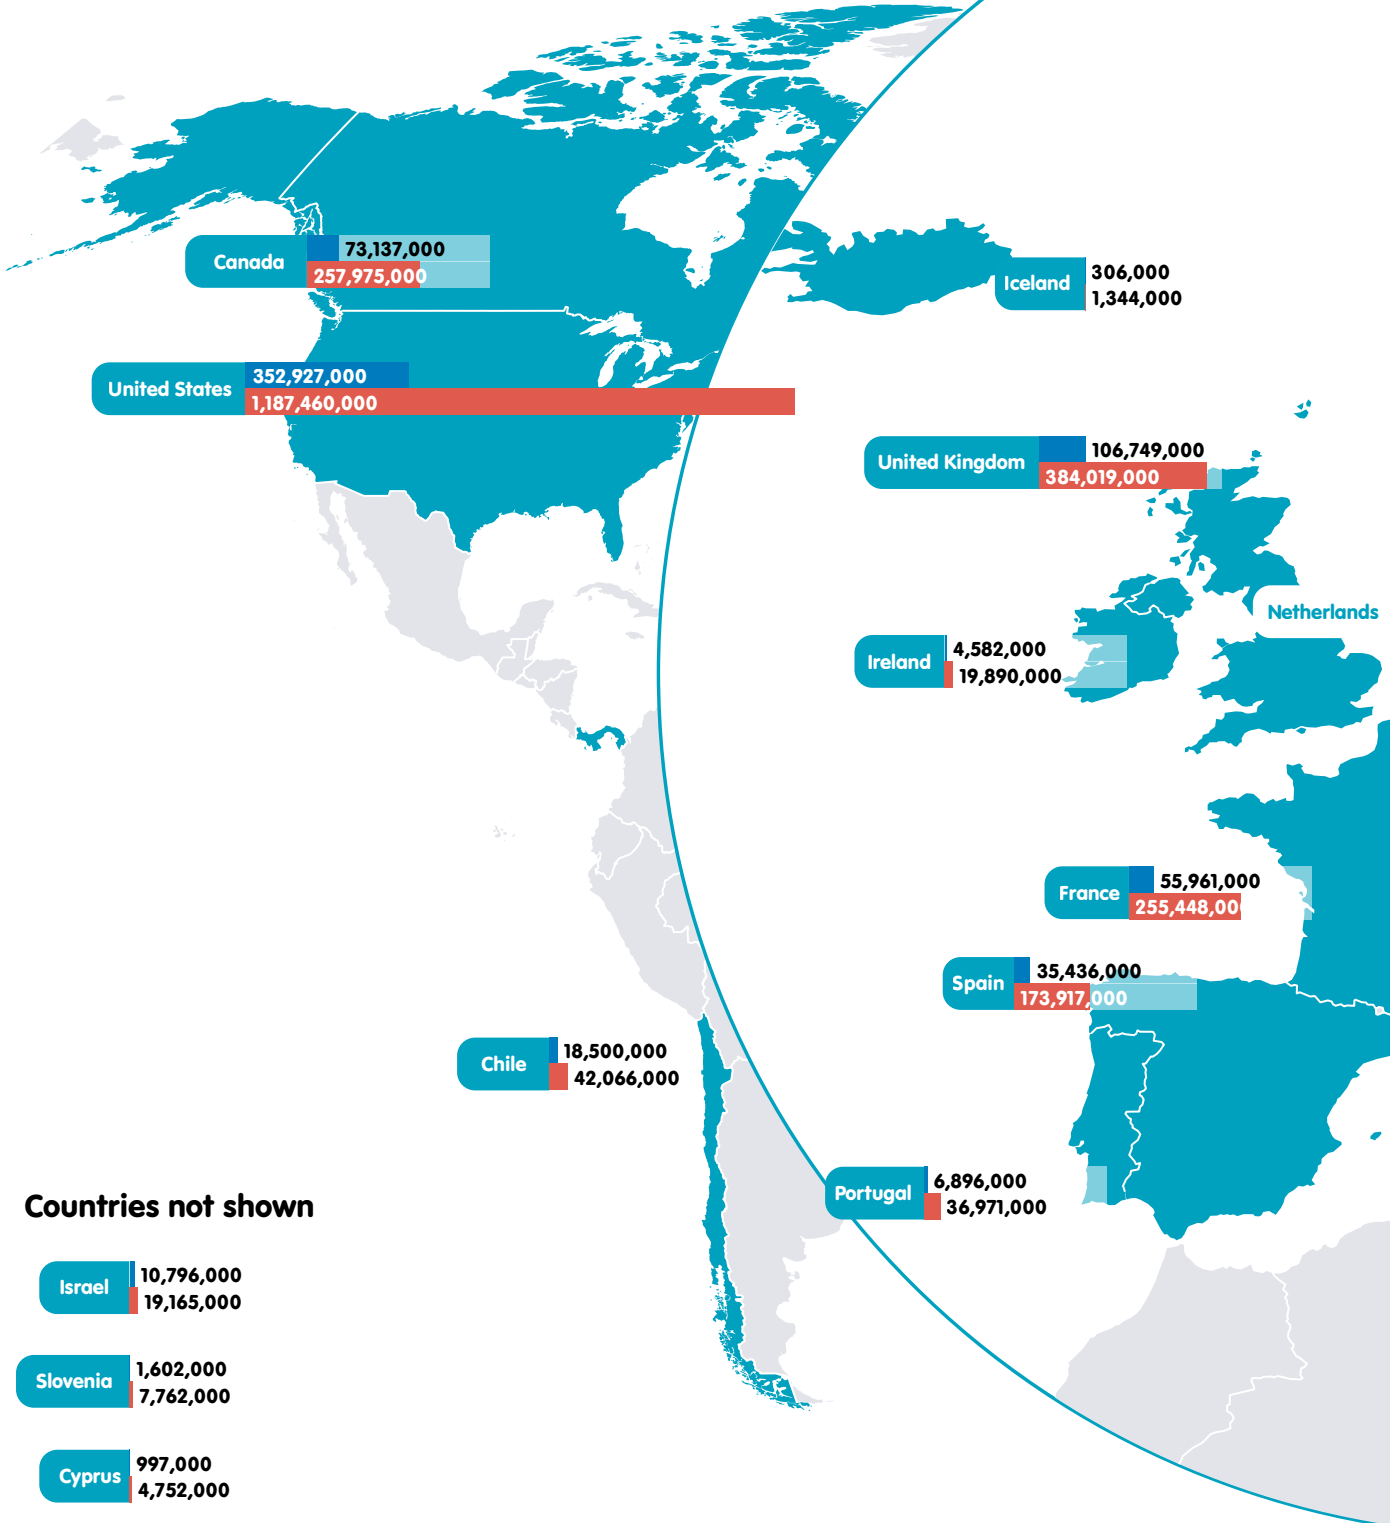 Canada
73,137,000
257,975,000
Iceland
306,000
1,344,000
United States
352,927,000
1,187,460,000
United Kingdom
106,749,000
384,019,000
Netherlands
Ireland
4,582,000
19,890,000
France
55,961,000
255,448,00
Spain
35,436,000
173,917,000
Chile
18,500,000
42,066,000
Portugal
6,896,000
36,971,000
Countries not shown
Israel
10,796,000
19,165,000
Slovenia
1,602,000
7,762,000
Cyprus
997,000
4,752,000